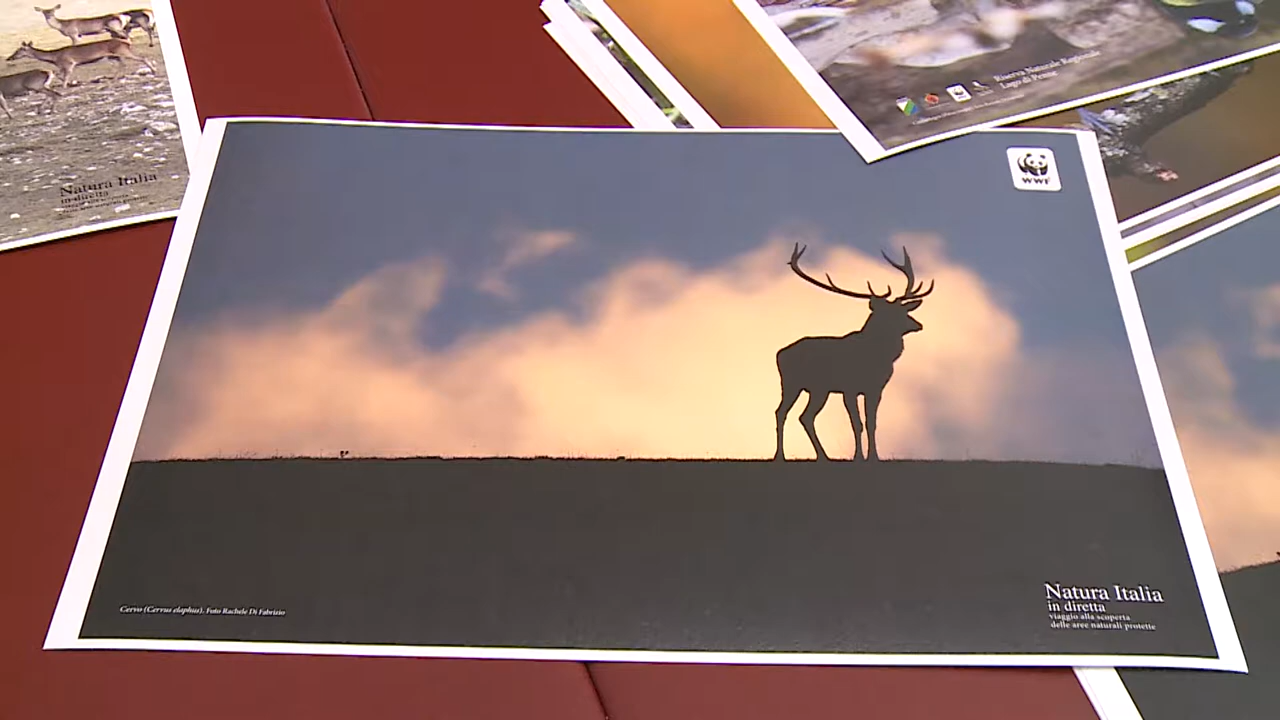 Riserva Naturale Regionale
Lago di Penne
WWF
Natura Italia
in diretta
Cervo (Cervus elaphus). Foto Rachele Di Fabrizio
Natura Italia
in diretta
viaggio alla scoperta
delle aree naturali protette